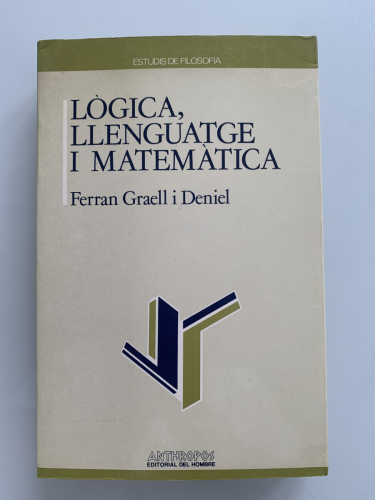 ESTUDIS DE FILOSOFIA
LÒGICA,
LLENGUATGE
I MATEMÀTICA
Ferran Graell i Deniel
ANTHROPOS
EDITORIAL DEL HOMBRE